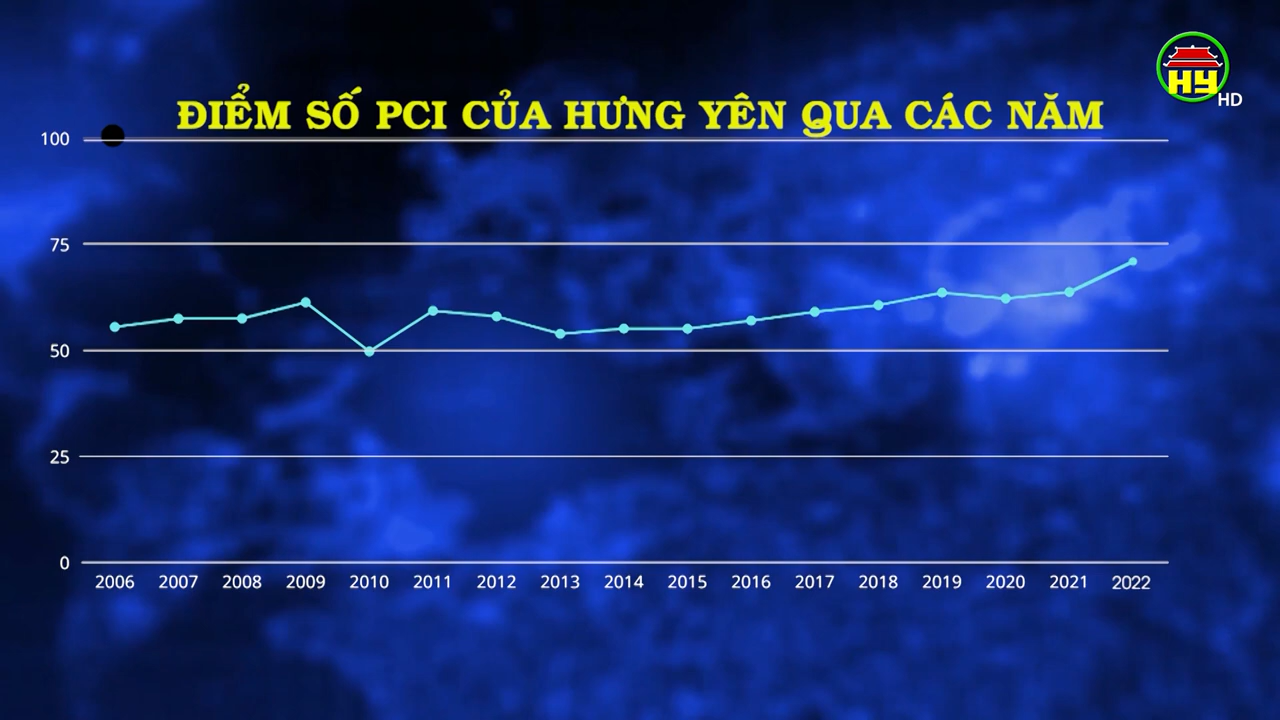 HY
HD
ĐIỂM SỐ PCI CỦA HƯNG YÊN QUA CÁC NĂM
100
75
50
25
0
2006 2007 2008 2009 2010 2011 2012 2013 2014 2015 2016 2017 2018 2019 2020 2021 2022